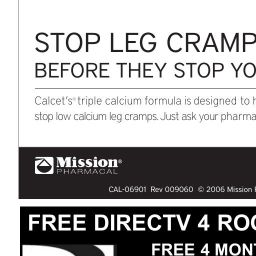 STOP LEG CRAMP
BEFORE THEY STOP YO
Calcet's® triple calcium formula is designed to h
stop low calcium leg cramps. Just ask your pharma
Mission®
PHARMACAL
CAL-06901 Rev 009060 © 2006 Mission
FREE DIRECTV 4 ROO
FREE 4 MONT